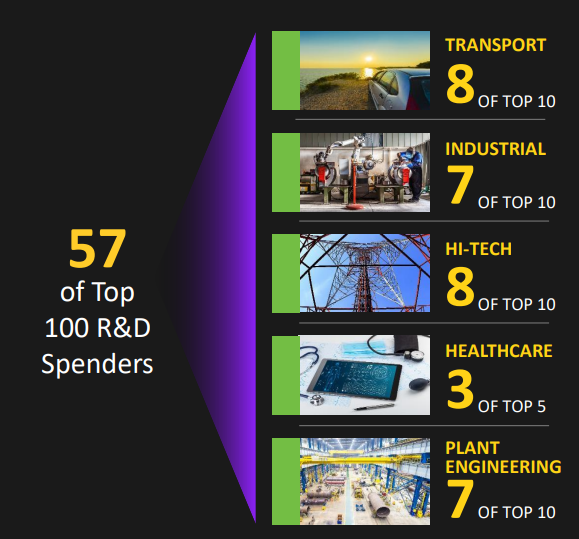 57
of Top
100 R&D
Spenders
TRANSPORT
8 OF TOP 10
INDUSTRIAL
7 OF TOP 10
HI-TECH
8 OF TOP 10
HEALTHCARE
3 OF TOP 5
PLANT
ENGINEERING
7 OF TOP 10